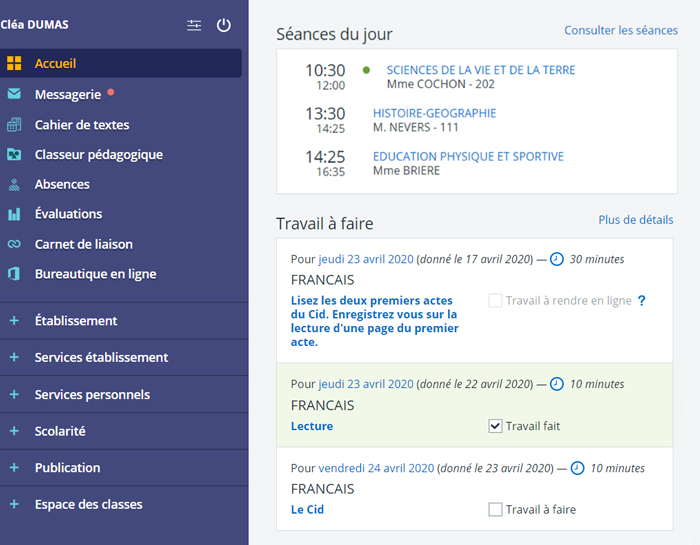 Cléa DUMAS
Accueil
Messagerie
Cahier de textes
Classeur pédagogique
Absences
Évaluations
Carnet de liaison
Bureautique en ligne
+ Établissement
+ Services établissement
+ Services personnels
+ Scolarité
+ Publication
+ Espace des classes
Séances du jour
Consulter les séances
10:30 SCIENCES DE LA VIE ET DE LA TERRE
12:00 Mme COCHON - 202
13:30 HISTOIRE-GEOGRAPHIE
14:25 M. NEVERS - 111
14:25 EDUCATION PHYSIQUE ET SPORTIVE
16:35 Mme BRIERE
Travail à faire
Plus de détails
Pour jeudi 23 avril 2020 (donné le 17 avril 2020) — 30 minutes
FRANCAIS
Lisez les deux premiers actes
du Cid. Enregistrez vous sur la
lecture d'une page du premier
acte.
Travail à rendre en ligne ?
Pour jeudi 23 avril 2020 (donné le 22 avril 2020) — 10 minutes
FRANCAIS
Lecture
Travail fait
Pour vendredi 24 avril 2020 (donné le 23 avril 2020) — 10 minutes
FRANCAIS
Le Cid
Travail à faire